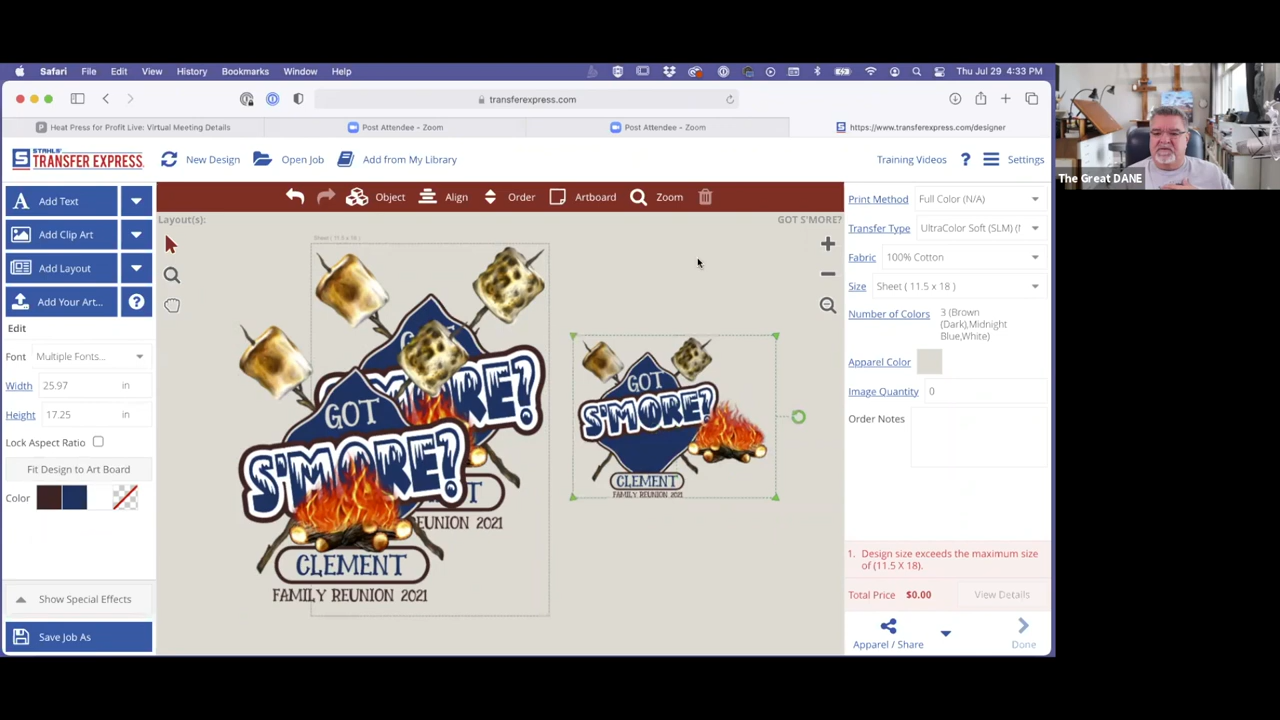 Safari File Edit View History Bookmarks Window Help Thu Jul 29 4:33 PM
transferexpress.com
Heat Press for Profit Live: Virtual Meeting Details Post Attendee - Zoom Post Attendee - Zoom https://www.transferexpress.com/designer
STAHLS'
TRANSFER EXPRESS. New Design Open Job Add from My Library Training Videos ? Settings
Add Text
Add Clip Art
Add Layout
Add Your Art... ?
Edit
Font Multiple Fonts...
Width 25.97 in
Height 17.25 in
Lock Aspect Ratio
Fit Design to Art Board
Color
Show Special Effects
Save Job As
Object Align Order Artboard Zoom
Layout(s): GOT S'MORE?
Sheet ( 11.5 x 18 )
S'MORE?
REUNION 2021
GOT
S'MORE?
CLEMENT
FAMILY REUNION 2021
GOT
S'MORE?
CLEMENT
FAMILY REUNION 2021
Print Method Full Color (N/A)
Transfer Type UltraColor Soft (SLM) (
Fabric 100% Cotton
Size Sheet ( 11.5 x 18 )
Number of Colors 3 (Brown
(Dark),Midnight
Blue,White)
Apparel Color
Image Quantity 0
Order Notes
1. Design size exceeds the maximum size
of (11.5 X 18).
Total Price $0.00 View Details
Apparel / Share Done
The Great DANE